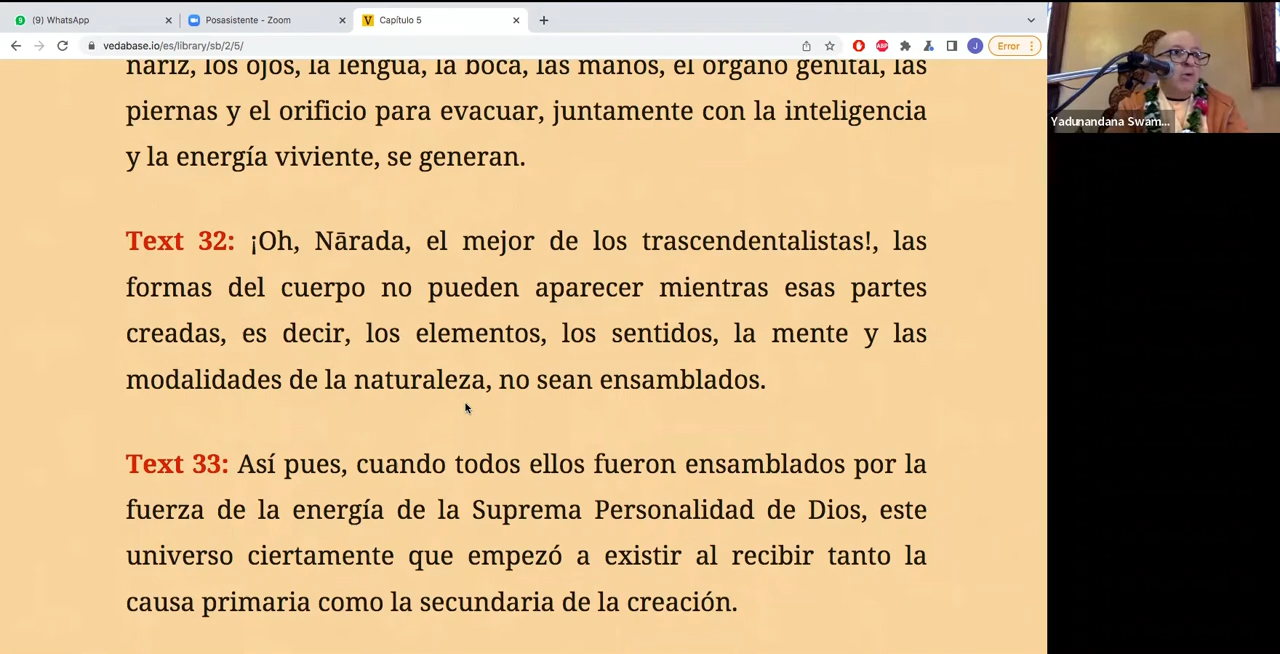 9 (9) WhatsApp
Posasistente - Zoom
V Capítulo 5
vedabase.io/es/library/sb/2/5/
ABP
J
Error
nariz, los ojos, la lengua, la boca, las manos, el órgano genital, las
piernas y el orificio para evacuar, juntamente con la inteligencia
y la energía viviente, se generan.
Text 32: ¡Oh, Nārada, el mejor de los trascendentalistas!, las
formas del cuerpo no pueden aparecer mientras esas partes
creadas, es decir, los elementos, los sentidos, la mente y las
modalidades de la naturaleza, no sean ensamblados.
Text 33: Así pues, cuando todos ellos fueron ensamblados por la
fuerza de la energía de la Suprema Personalidad de Dios, este
universo ciertamente que empezó a existir al recibir tanto la
causa primaria como la secundaria de la creación.
Yadunandana Swam...